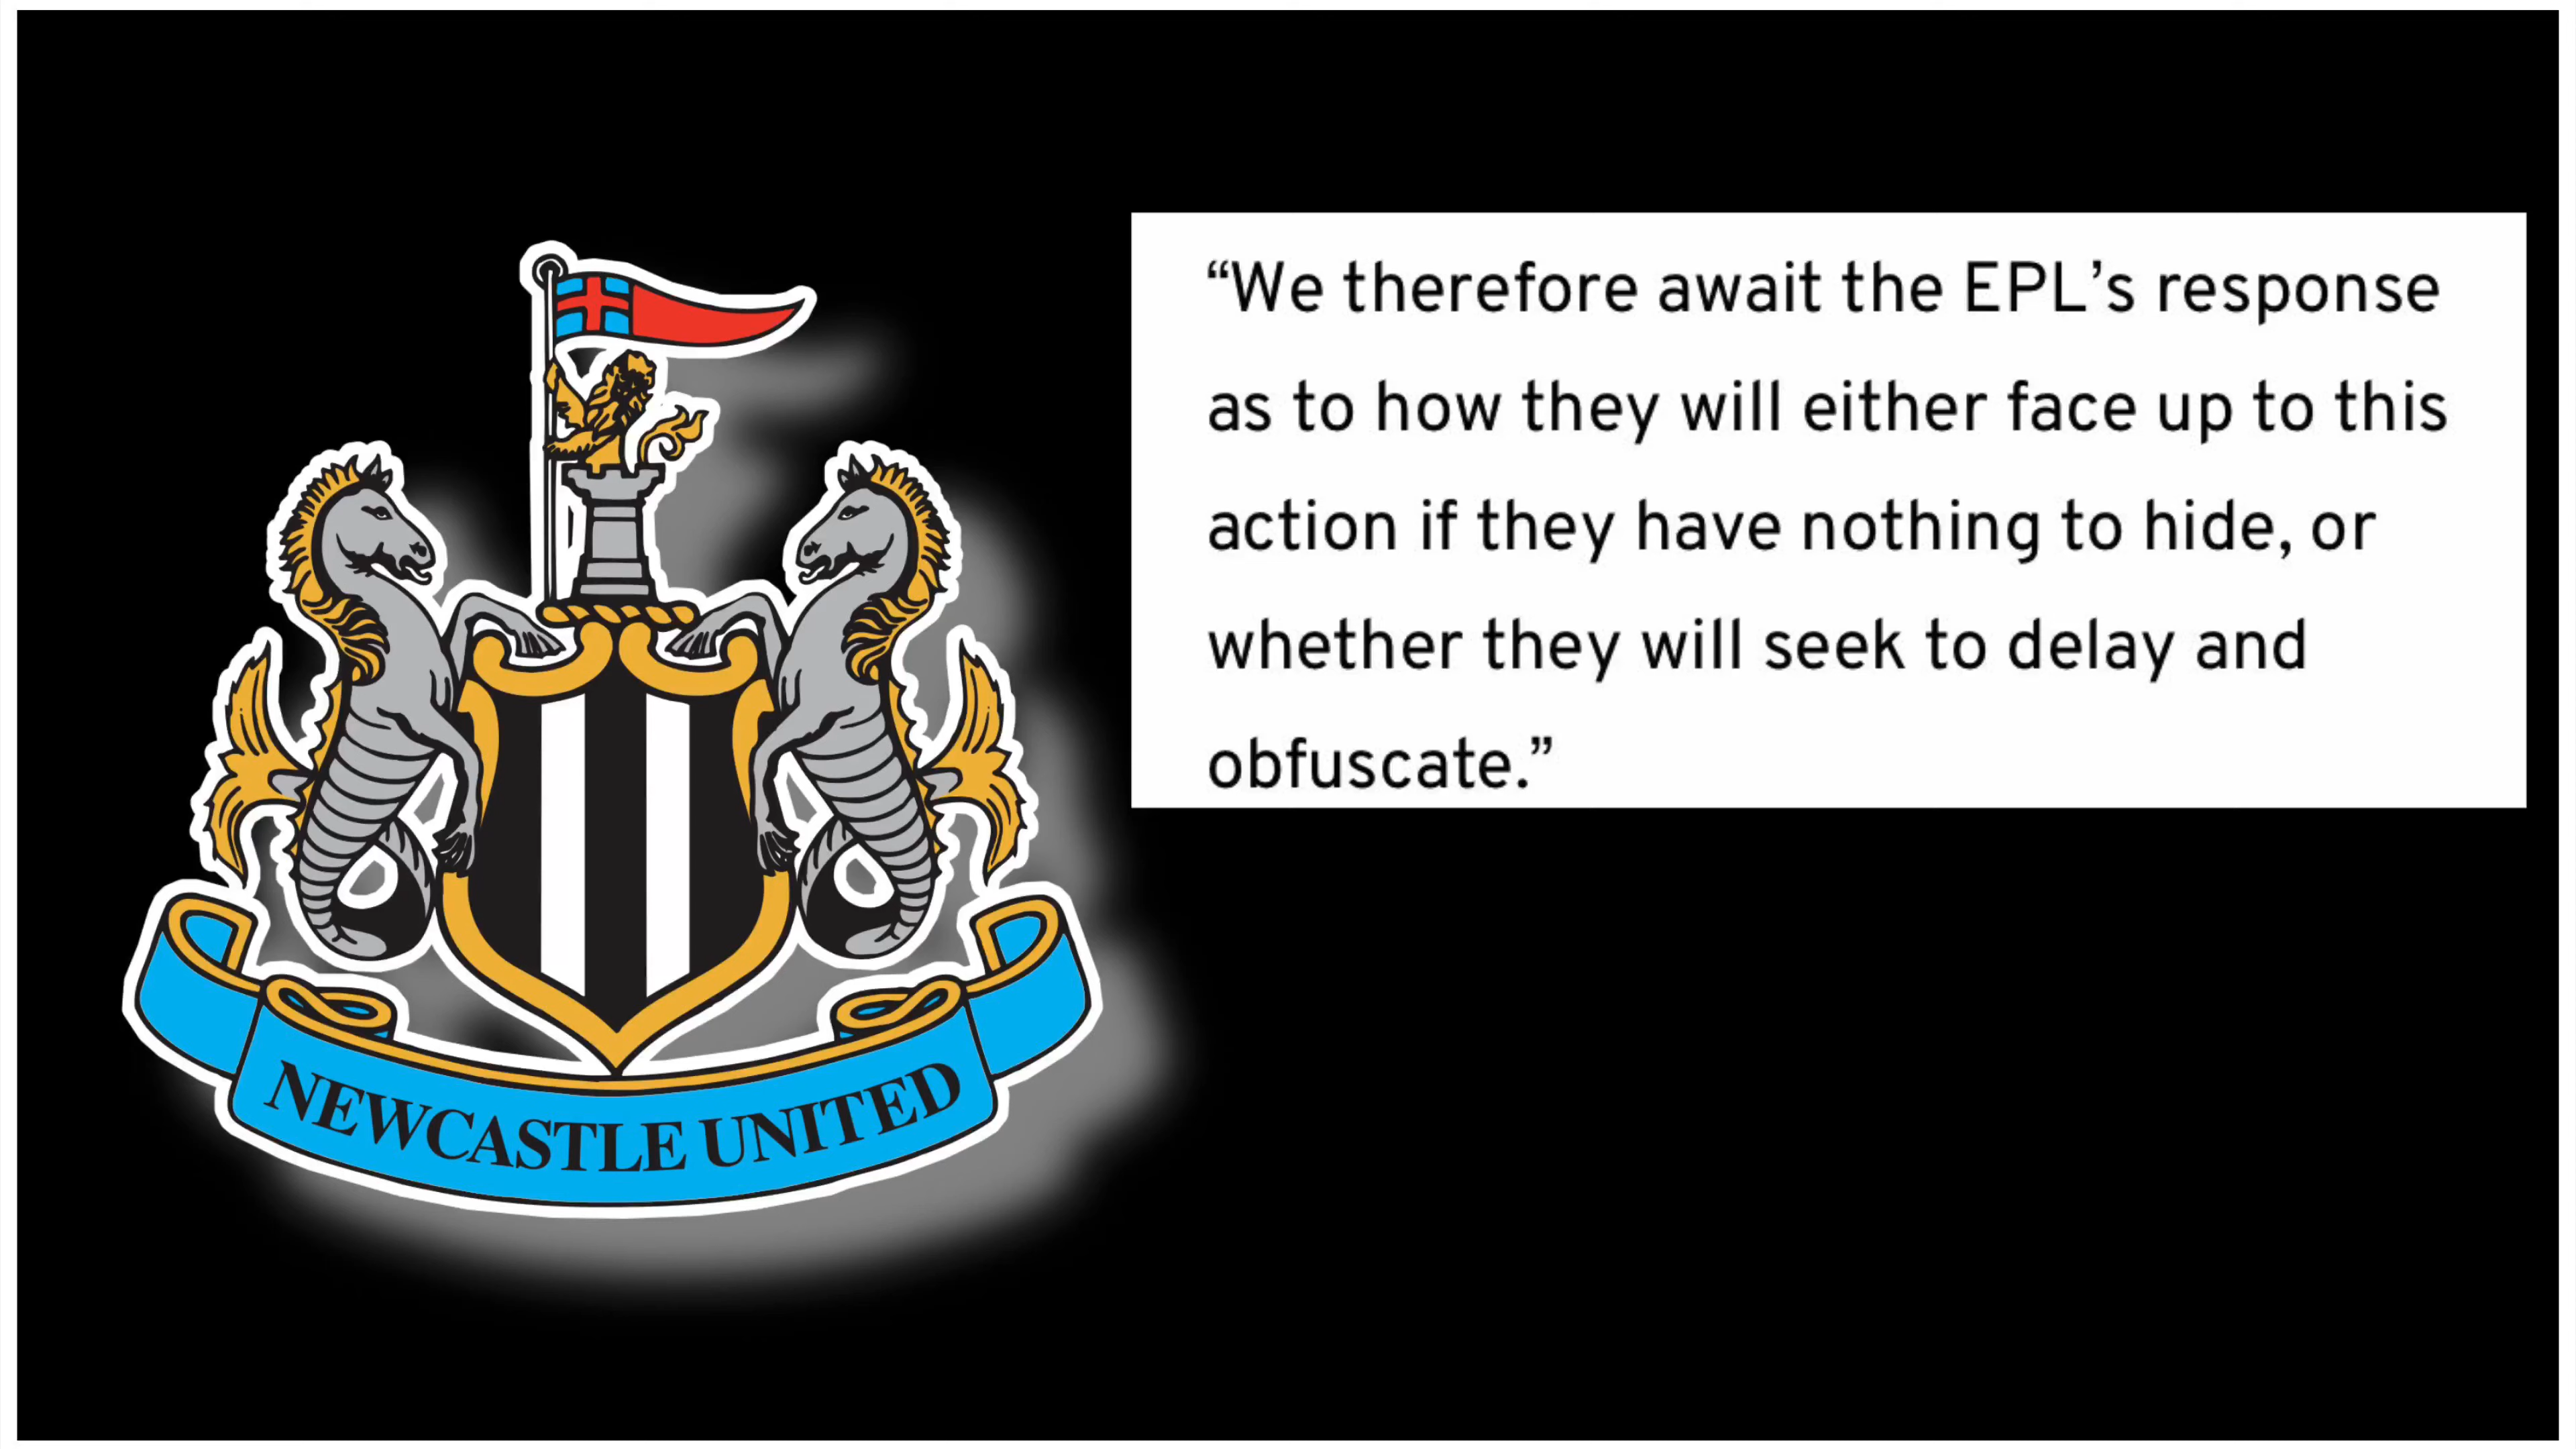 “We therefore await the EPL’s response
as to how they will either face up to this
action if they have nothing to hide, or
whether they will seek to delay and
obfuscate.”
NEWCASTLE UNITED